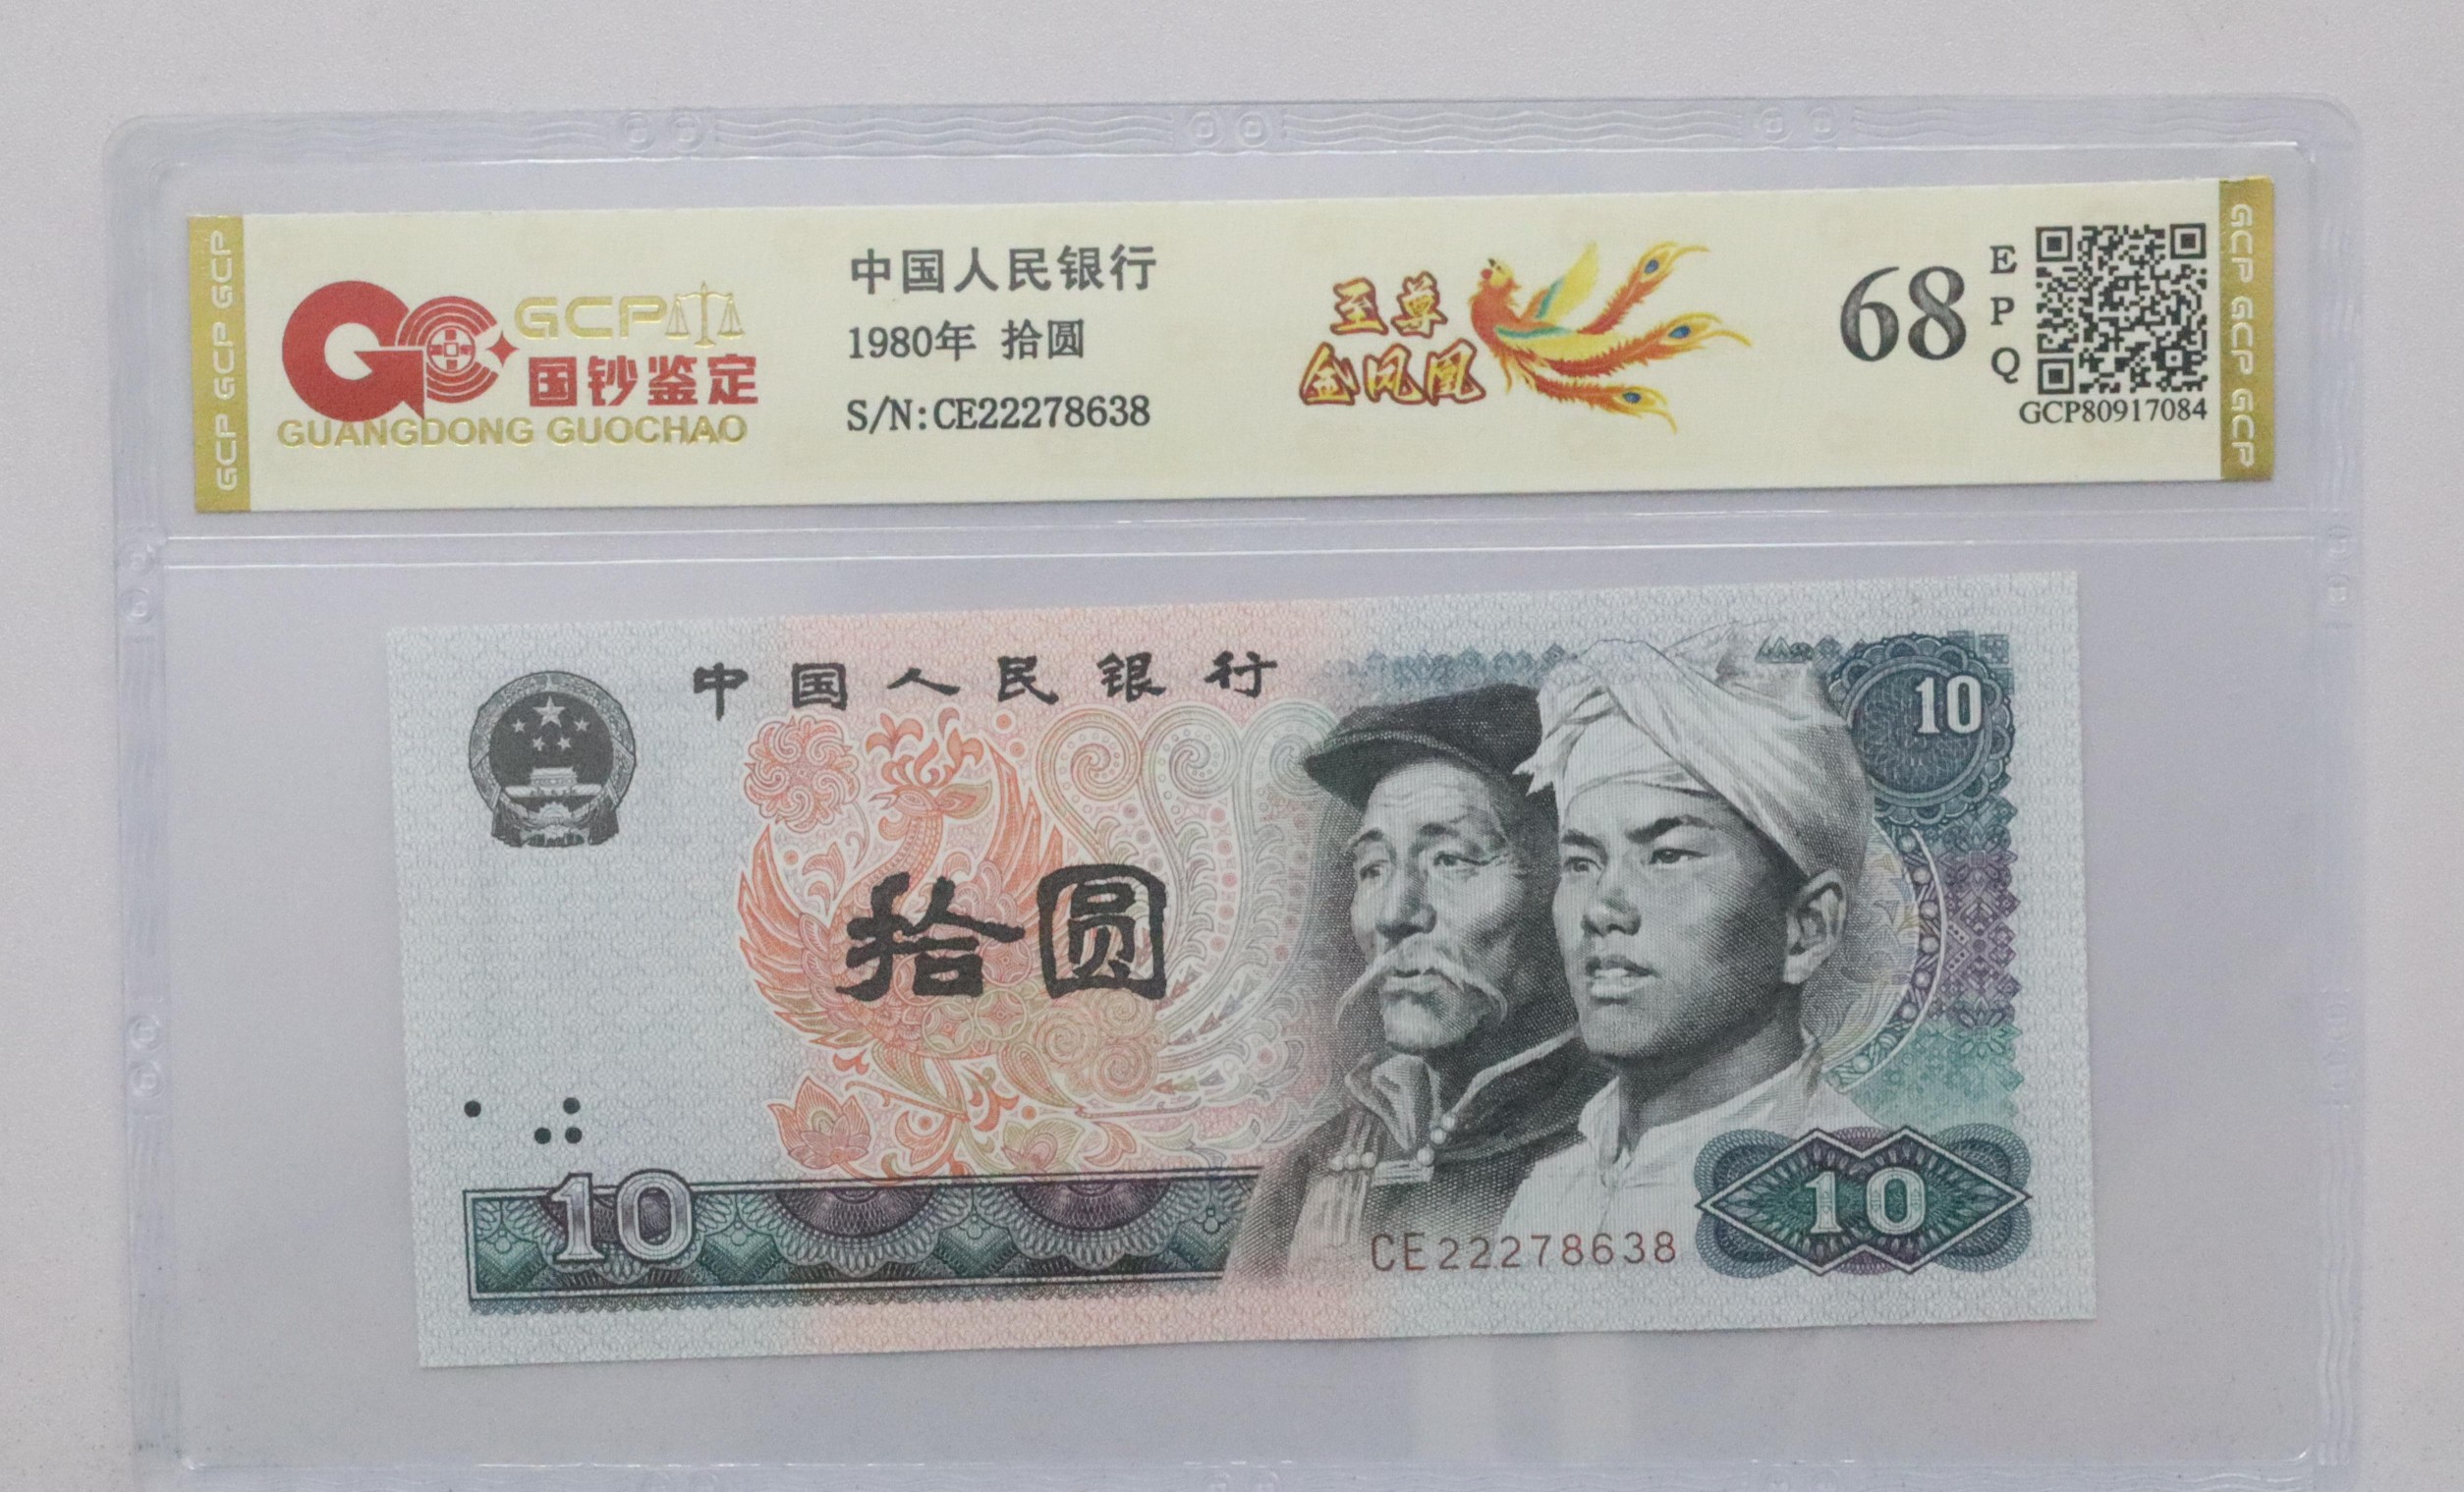 GCP GCP GCP
GCP
国钞鉴定
GUANGDONG GUOCHAO
中国人民银行
1980年 拾圆
S/N:CE22278638
至尊
金凤凰
68
E
P
Q
GCP80917084
GCP GCP GCP
中国人民银行
10
拾圆
10
CE22278638
10